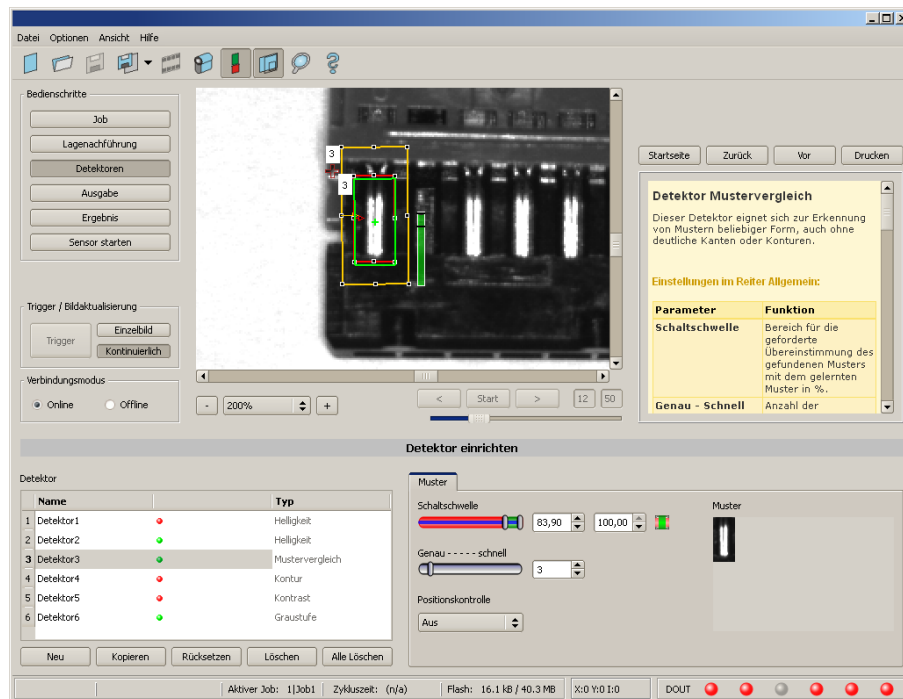 Datei Optionen Ansicht Hilfe
Bedienschritte
Job
Lagenachführung
Detektoren
Ausgabe
Ergebnis
Sensor starten
Trigger / Bildaktualisierung
Trigger
Einzelbild
Kontinuierlich
Verbindungsmodus
Online Offline
3
3
- 200% +
< Start > 12 50
Startseite Zurück Vor Drucken
Detektor Mustervergleich
Dieser Detektor eignet sich zur Erkennung
von Mustern beliebiger Form, auch ohne
deutliche Kanten oder Konturen.
Einstellungen im Reiter Allgemein:
Parameter Funktion
Schaltschwelle Bereich für die
geforderte
Übereinstimmung des
gefundenen Musters
mit dem gelernten
Muster in %.
Genau - Schnell Anzahl der
Detektor einrichten
Detektor
Name Typ
1 Detektor1 Helligkeit
2 Detektor2 Helligkeit
3 Detektor3 Mustervergleich
4 Detektor4 Kontur
5 Detektor5 Kontrast
6 Detektor6 Graustufe
Neu Kopieren Rücksetzen Löschen Alle Löschen
Muster
Schaltschwelle
83,90 100,00
Genau - - - - - schnell
3
Positionskontrolle
Aus
Muster
Aktiver Job: 1|Job1 Zykluszeit: (n/a) Flash: 16.1 kB / 40.3 MB X:0 Y:0 I:0 DOUT